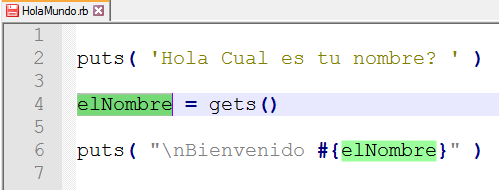 HolaMundo.rb
1
2 puts( 'Hola Cual es tu nombre? ' )
3
4 elNombre = gets()
5
6 puts( "\nBienvenido #{elNombre}" )
7